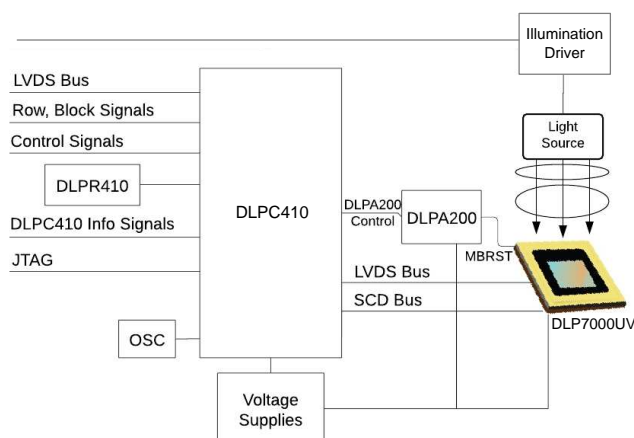 Illumination
Driver
LVDS Bus
Row, Block Signals
Control Signals
Light
Source
DLPR410
DLPC410
DLPA200
Control
DLPA200
DLPC410 Info Signals
MBRST
JTAG
LVDS Bus
SCD Bus
DLP7000UV
OSC
Voltage
Supplies